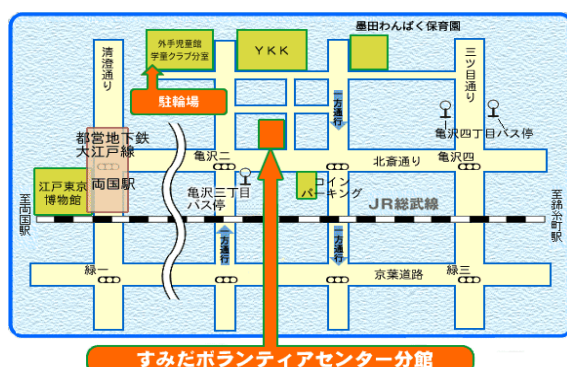 外手児童館
学童クラブ分室
YKK
墨田わんぱく保育園
清澄通り
三ツ目通り
駐輪場
一方通行
亀沢四丁目バス停
都営地下鉄
大江戸線
両国駅
亀沢二
北斎通り
亀沢四
江戸東京
博物館
亀沢三丁目
バス停
コイン
パーキング
JR総武線
至両国駅
至錦糸町駅
一方通行
一方通行
緑一
京葉道路
緑三
すみだボランティアセンター分館